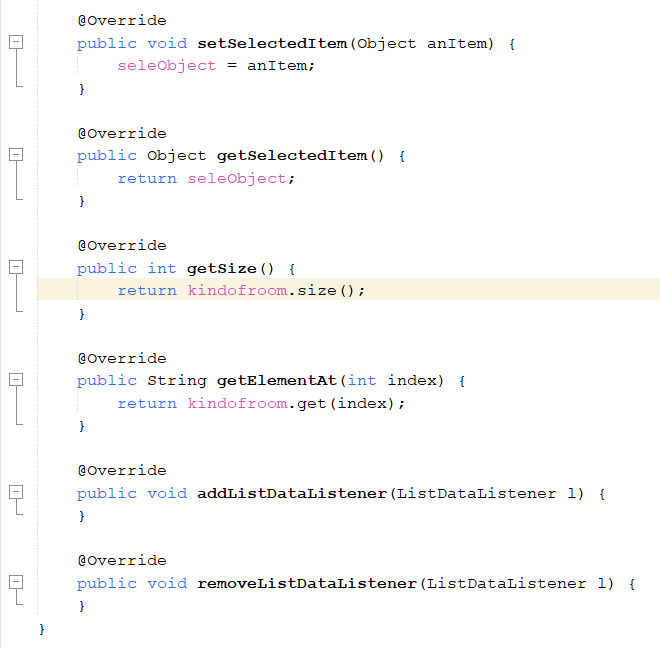 @Override
public void setSelectedItem(Object anItem) {
seleObject = anItem;
}
@Override
public Object getSelectedItem() {
return seleObject;
}
@Override
public int getSize() {
return kindofroom.size();
}
@Override
public String getElementAt(int index) {
return kindofroom.get(index);
}
@Override
public void addListDataListener(ListDataListener l) {
}
@Override
public void removeListDataListener(ListDataListener l) {
}
}